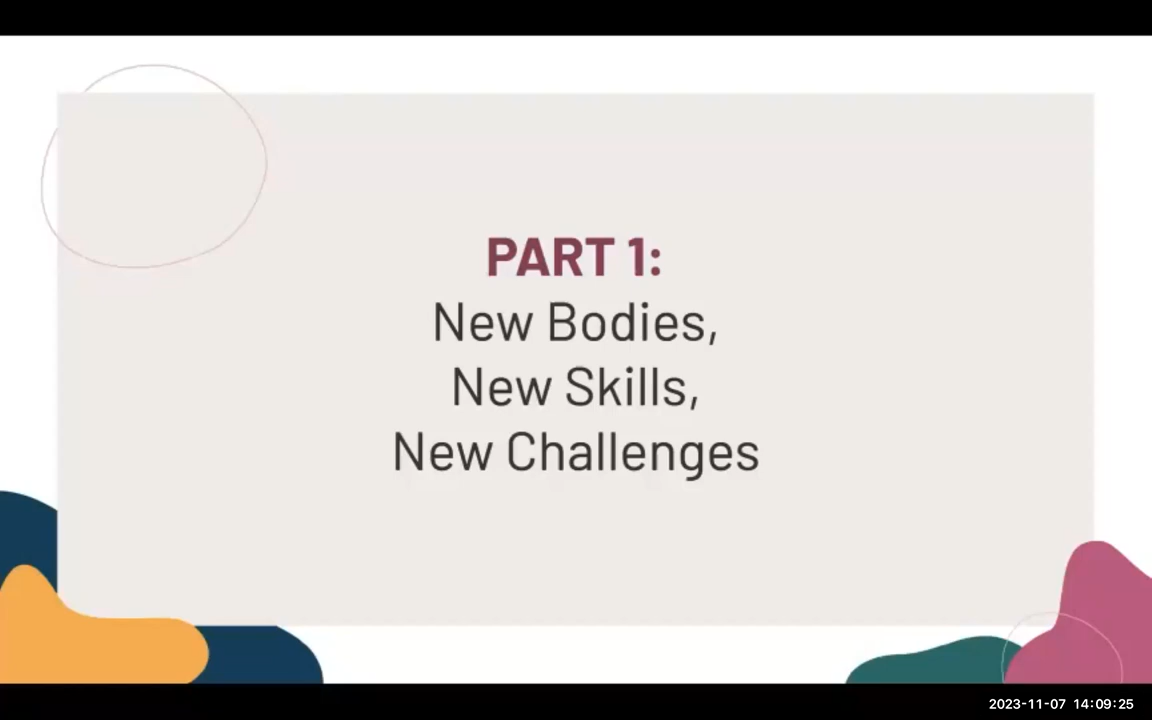 PART 1:
New Bodies,
New Skills,
New Challenges
2023-11-07 14:09:25